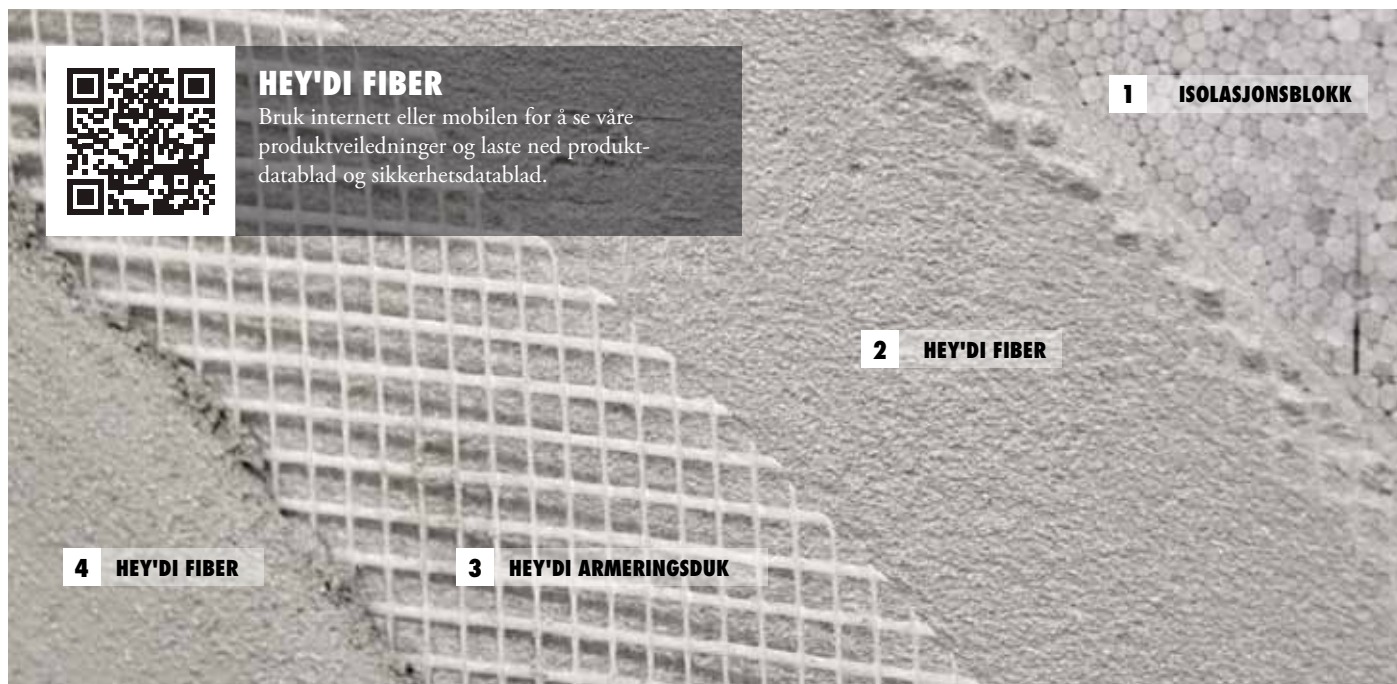 HEY'DI FIBER
Bruk internett eller mobilen for å se våre
produktveiledninger og laste ned produkt-
datablad og sikkerhetsdatablad.
1 ISOLASJONSBLOKK
2 HEY'DI FIBER
3 HEY'DI ARMERINGSDUK
4 HEY'DI FIBER